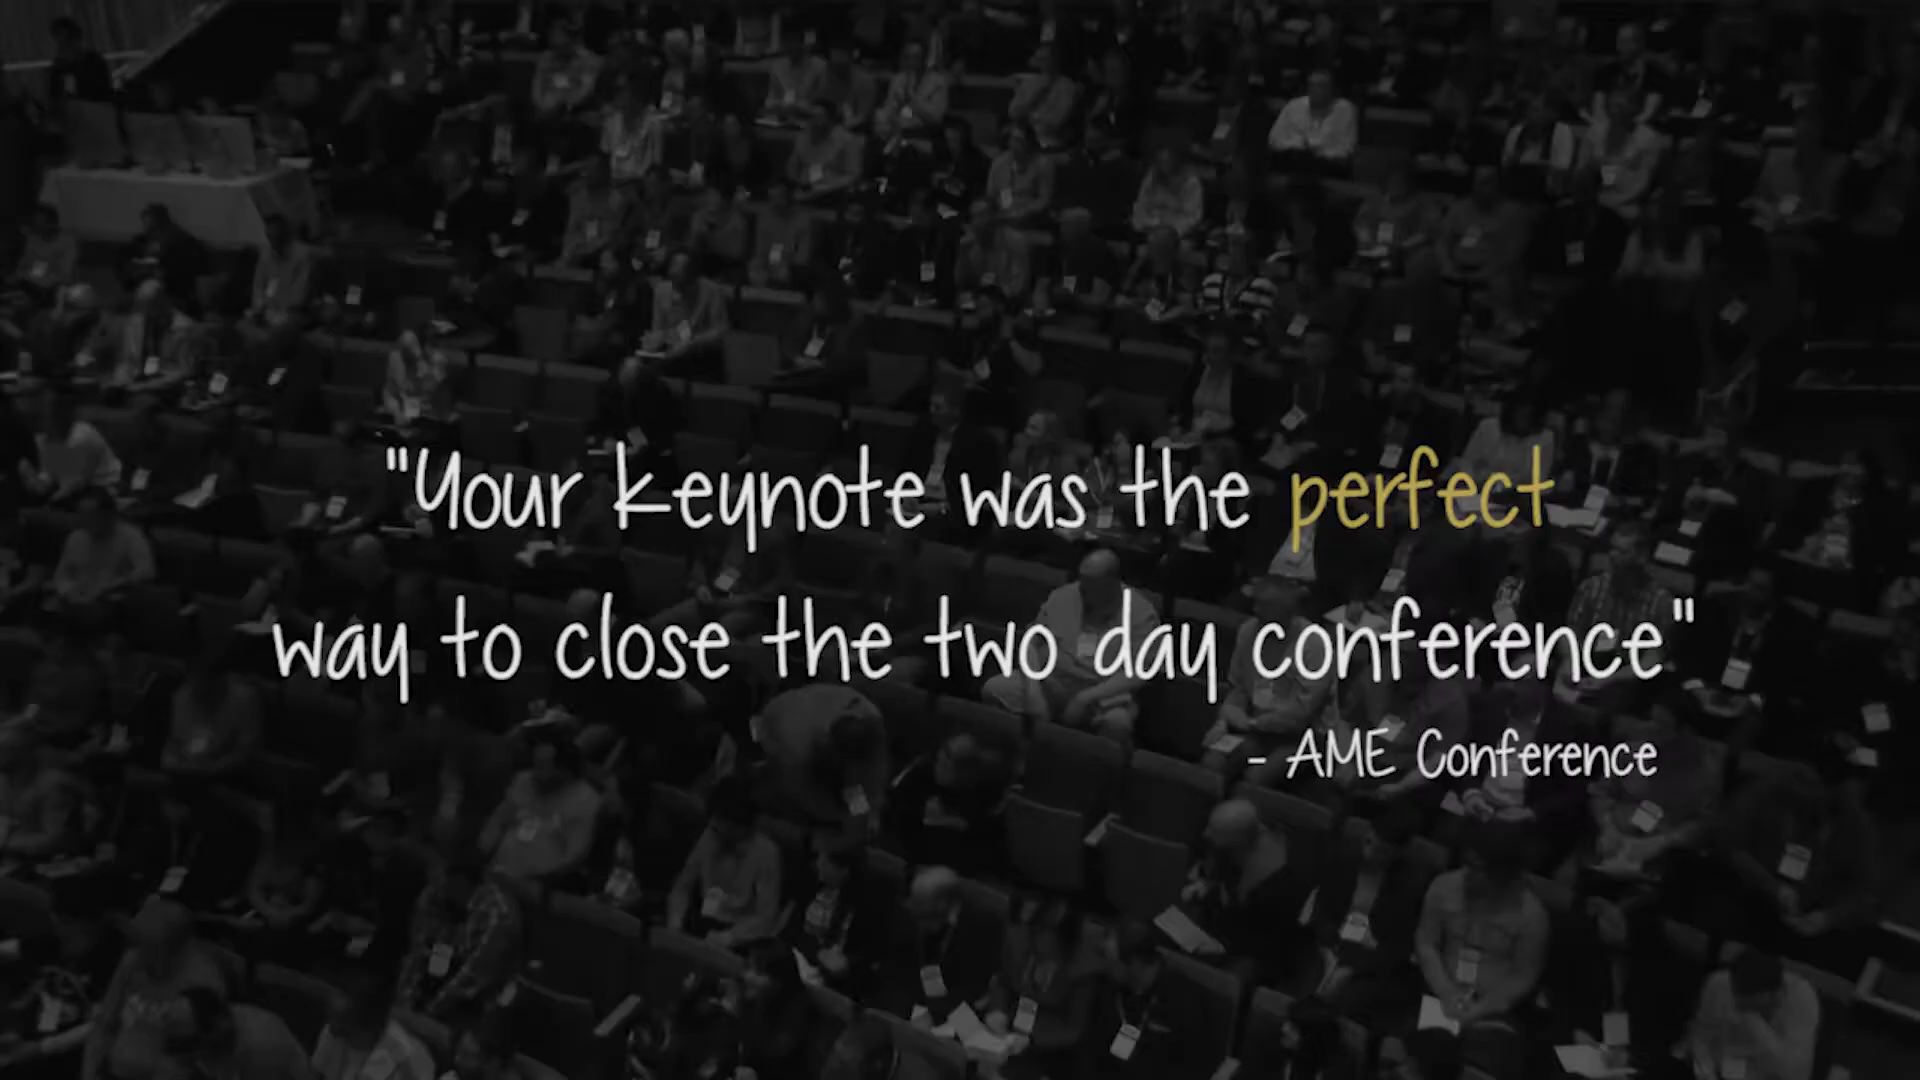 "Your keynote was the perfect
way to close the two day conference"
- AME Conference